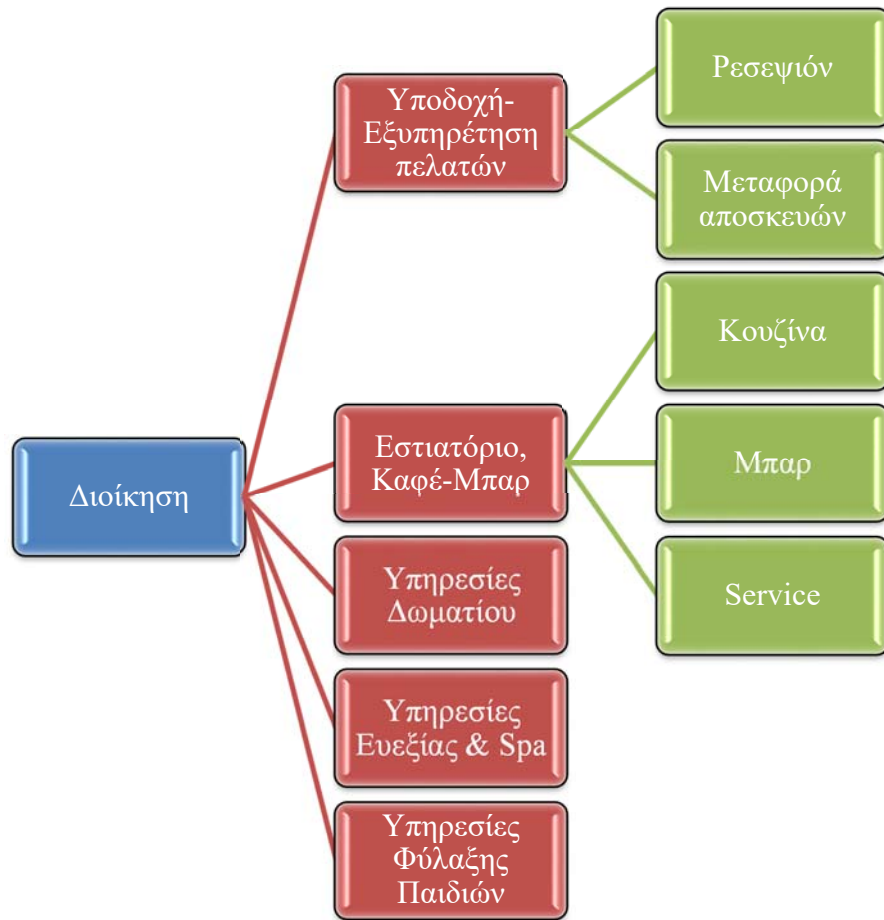 Διοίκηση
Υποδοχή-
Εξυπηρέτηση
πελατών
Ρεσεψιόν
Μεταφορά
αποσκευών
Εστιατόριο,
Καφέ-Μπαρ
Κουζίνα
Μπαρ
Service
Υπηρεσίες
Δωματίου
Υπηρεσίες
Ευεξίας & Spa
Υπηρεσίες
Φύλαξης
Παιδιών